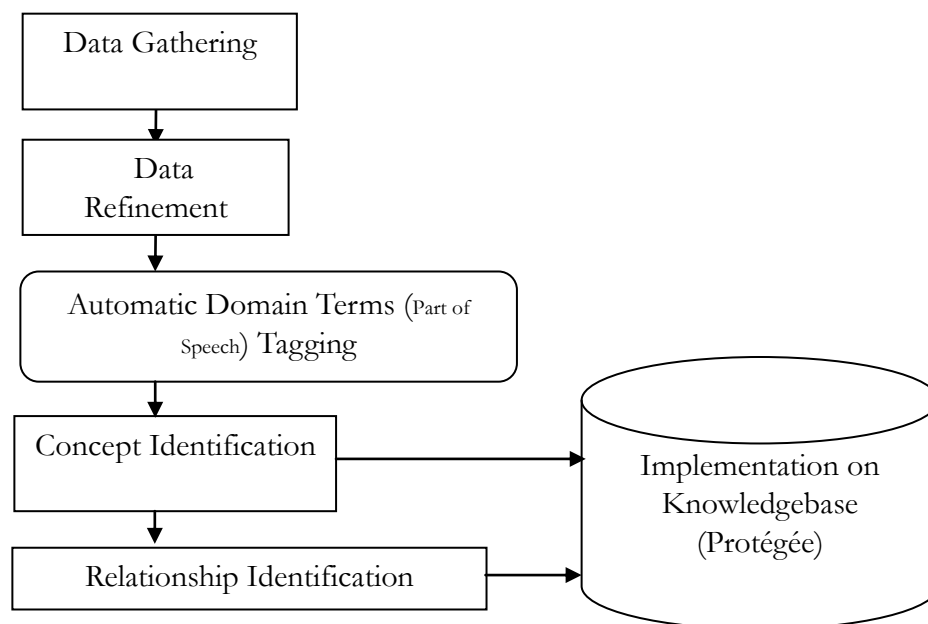 Data Gathering
Data
Refinement
Automatic Domain Terms (Part of
Speech) Tagging
Concept Identification
Implementation on
Knowledgebase
(Protégée)
Relationship Identification